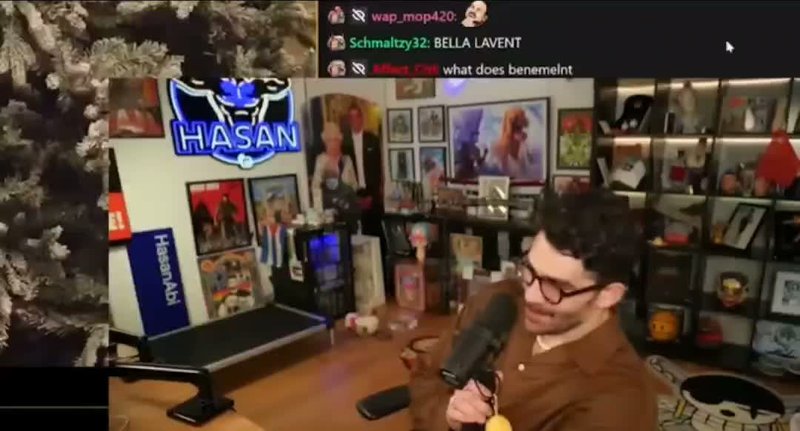 wap_mop420:
Schmaltzy32: BELLA LAVENT
what does benemelnt
HASAN
HasanAbi